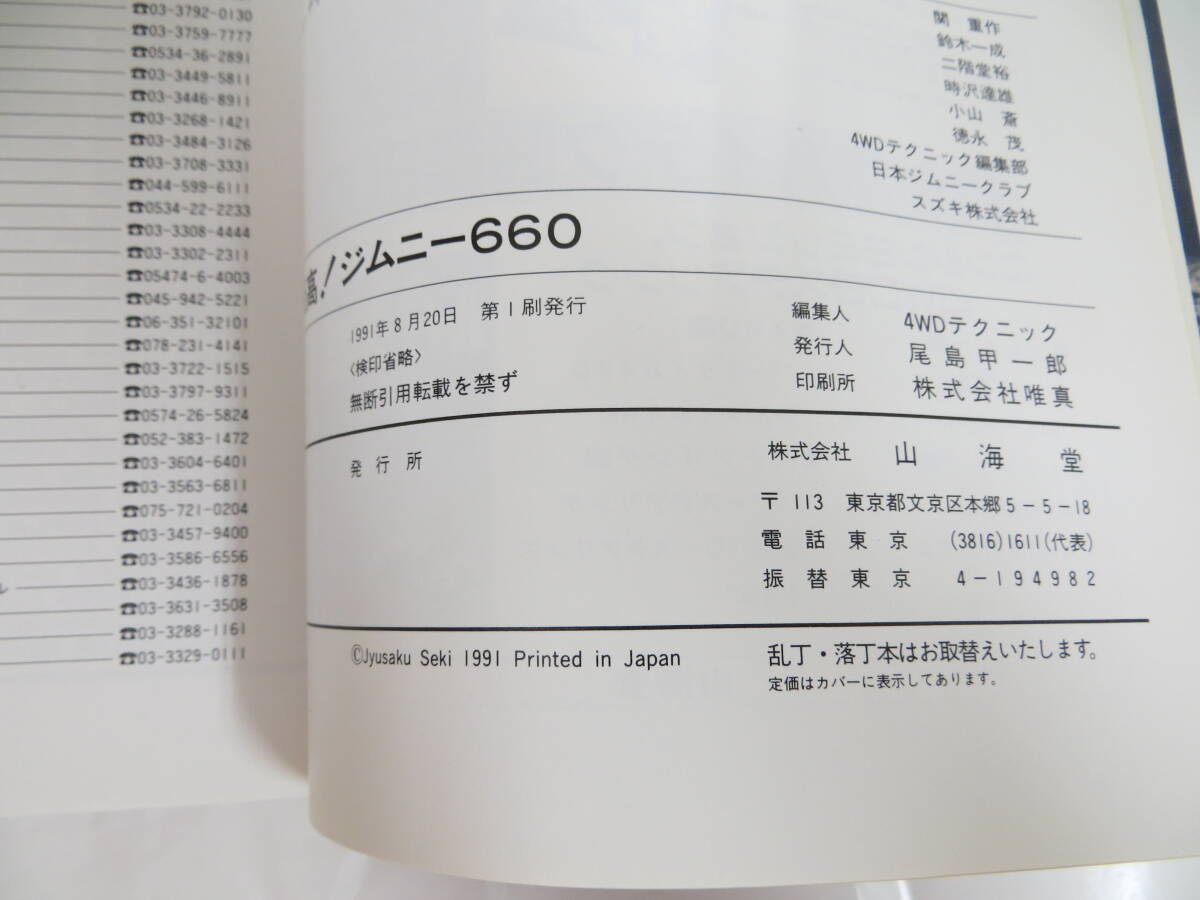 ☎03-3792-0130
☎03-3759-7777
☎0534-36-2891
☎03-3449-5811
☎03-3446-8911
☎03-3268-1421
☎03-3484-3126
☎03-3708-3331
☎044-599-6111
☎0534-22-2233
☎03-3308-4444
☎03-3302-2311
☎05474-6-4003
☎045-942-5221
☎06-351-32101
☎078-231-4141
☎03-3722-1515
☎03-3797-9311
☎0574-26-5824
☎052-383-1472
☎03-3604-6401
☎03-3563-6811
☎075-721-0204
☎03-3457-9400
☎03-3586-6556
ル ☎03-3436-1878
☎03-3631-3508
☎03-3288-1161
☎03-3329-0111
関 重作
鈴木一成
二階堂裕
時沢達雄
小山 斎
徳永 茂
4WDテクニック編集部
日本ジムニークラブ
スズキ株式会社
高!ジムニー660
1991年8月20日 第1刷発行
〈検印省略〉
無断引用転載を禁ず
編集人 4WDテクニック
発行人 尾島甲一郎
印刷所 株式会社唯真
発行所 株式会社 山海堂
〒113 東京都文京区本郷5-5-18
電話東京 (3816)1611(代表)
振替東京 4-194982
©Jyusaku Seki 1991 Printed in Japan
乱丁・落丁本はお取替えいたします。
定価はカバーに表示してあります。